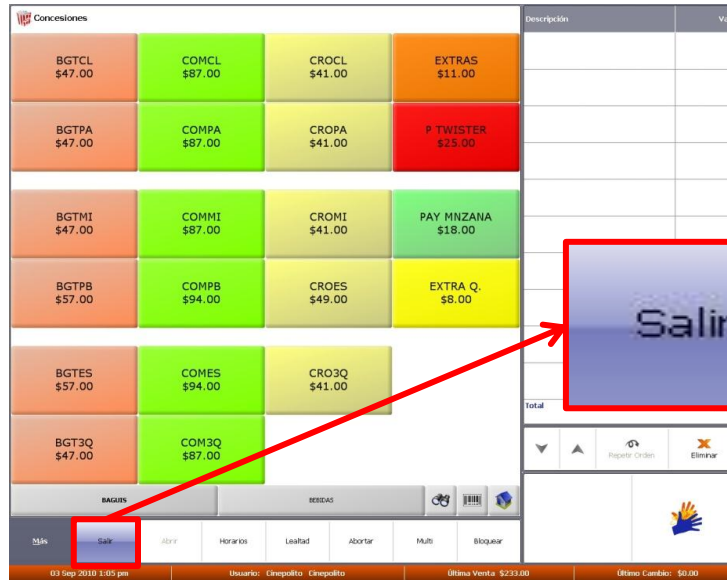 Concesiones
Descripción Va
BGTCL COMCL CROCL EXTRAS
$47.00 $87.00 $41.00 $11.00
BGTPA COMPA CROPA P TWISTER
$47.00 $87.00 $41.00 $25.00
BGTMI COMMI CROMI PAY MNZANA
$47.00 $87.00 $41.00 $18.00
BGTPB COMPB CROES EXTRA Q.
$57.00 $94.00 $49.00 $8.00
Salir
BGTES COMES CRO3Q
$57.00 $94.00 $41.00
Total
BGT3Q COM3Q
$47.00 $87.00
Repetir Orden Eliminar
BAGUIS BEBIDAS
Más Salir Abrir Horarios Lealtad Abortar Multi Bloquear
03 Sep 2010 1:05 pm Usuario: Cinepolito Cinepolito Última Venta $233.00 Último Cambio: $0.00